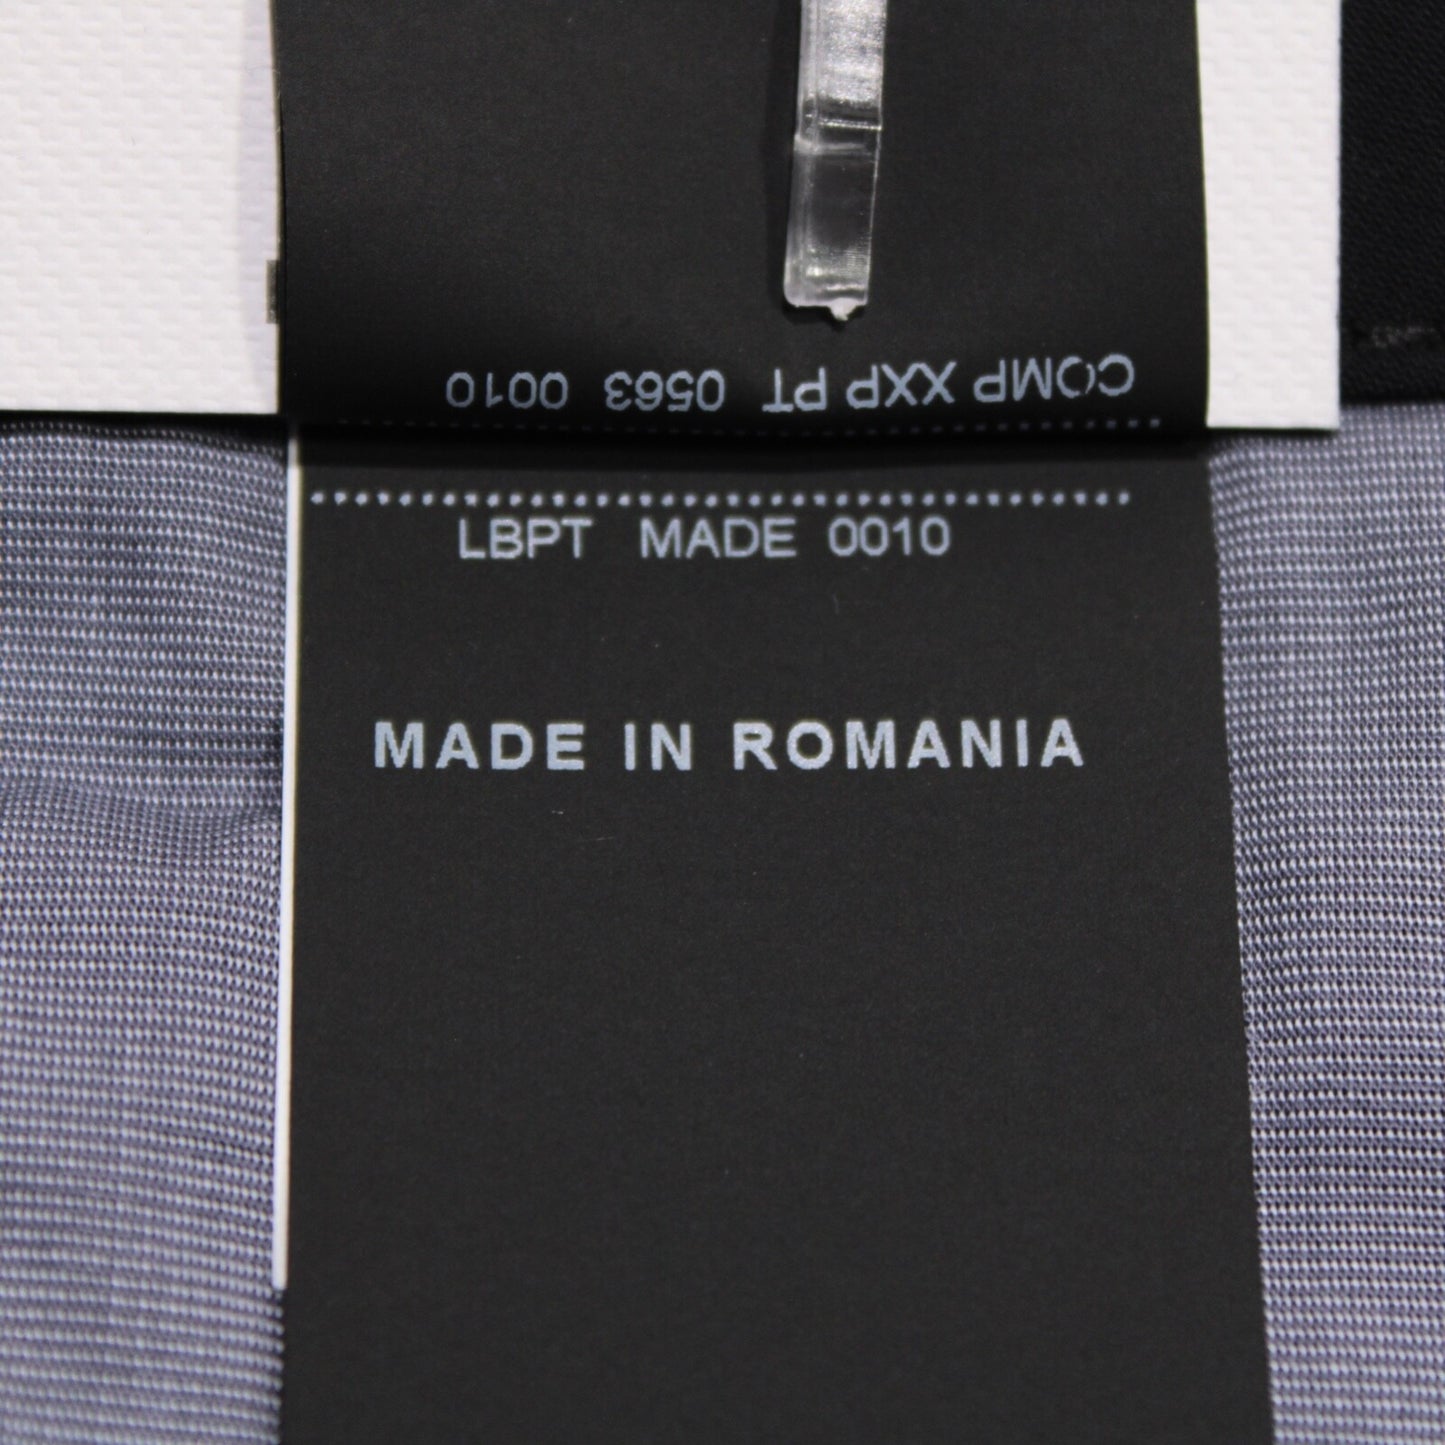 COMP XXP PT 0563 0010
LBPT MADE 0010
MADE IN ROMANIA